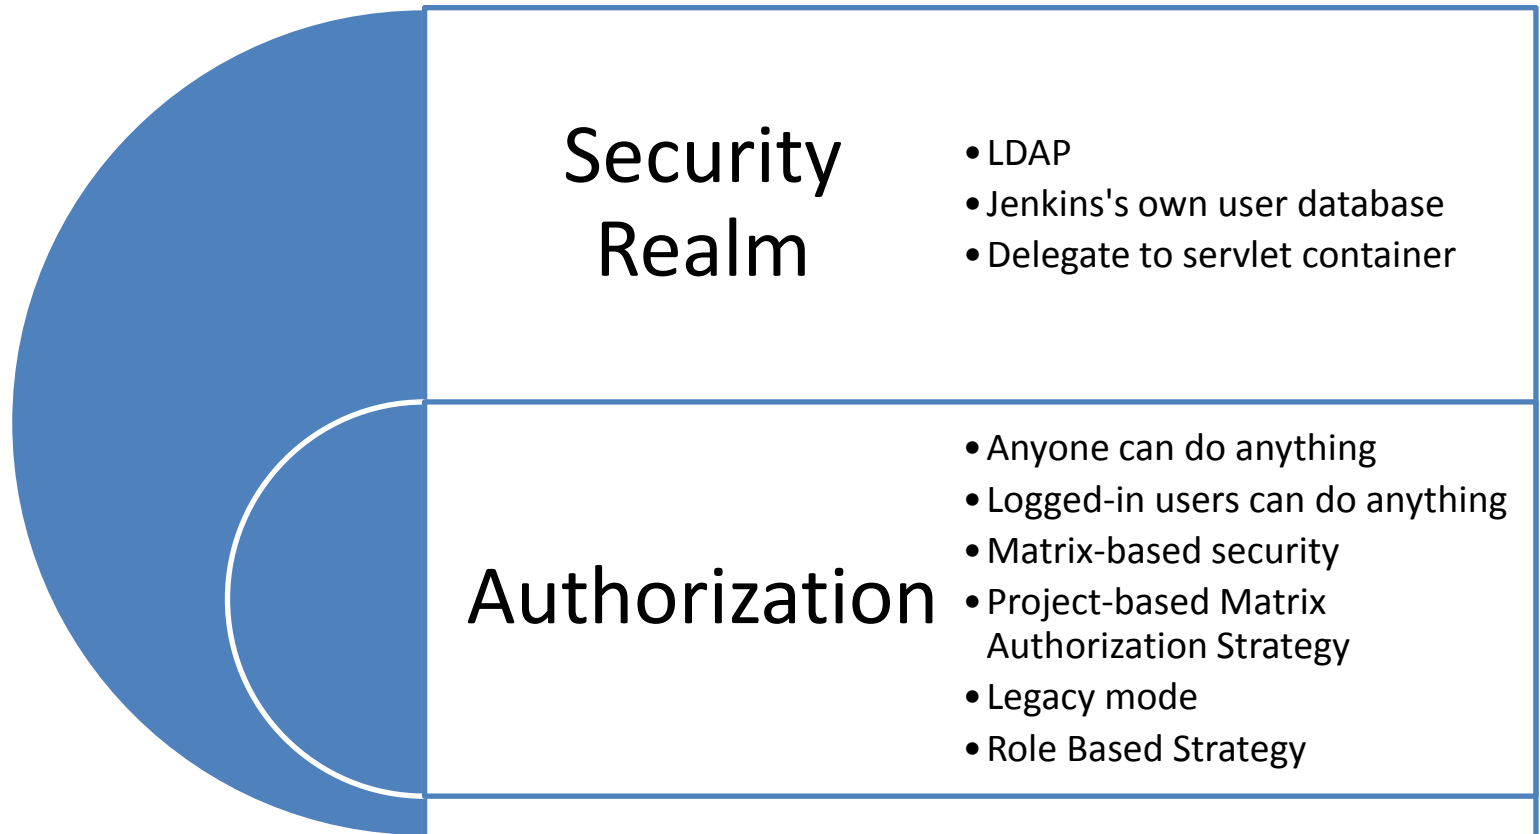 Security
Realm
•LDAP
•Jenkins's own user database
•Delegate to servlet container
Authorization
•Anyone can do anything
•Logged-in users can do anything
•Matrix-based security
•Project-based Matrix
Authorization Strategy
•Legacy mode
•Role Based Strategy